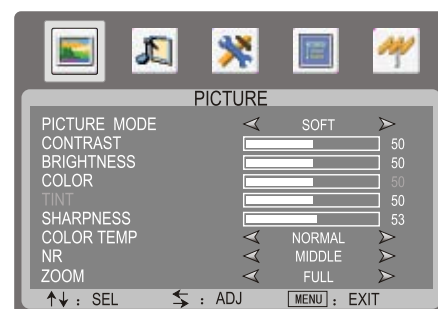 PICTURE
PICTURE MODE SOFT
CONTRAST 50
BRIGHTNESS 50
COLOR 50
TINT 50
SHARPNESS 53
COLOR TEMP NORMAL
NR MIDDLE
ZOOM FULL
↑↓ : SEL ⇆ : ADJ MENU : EXIT